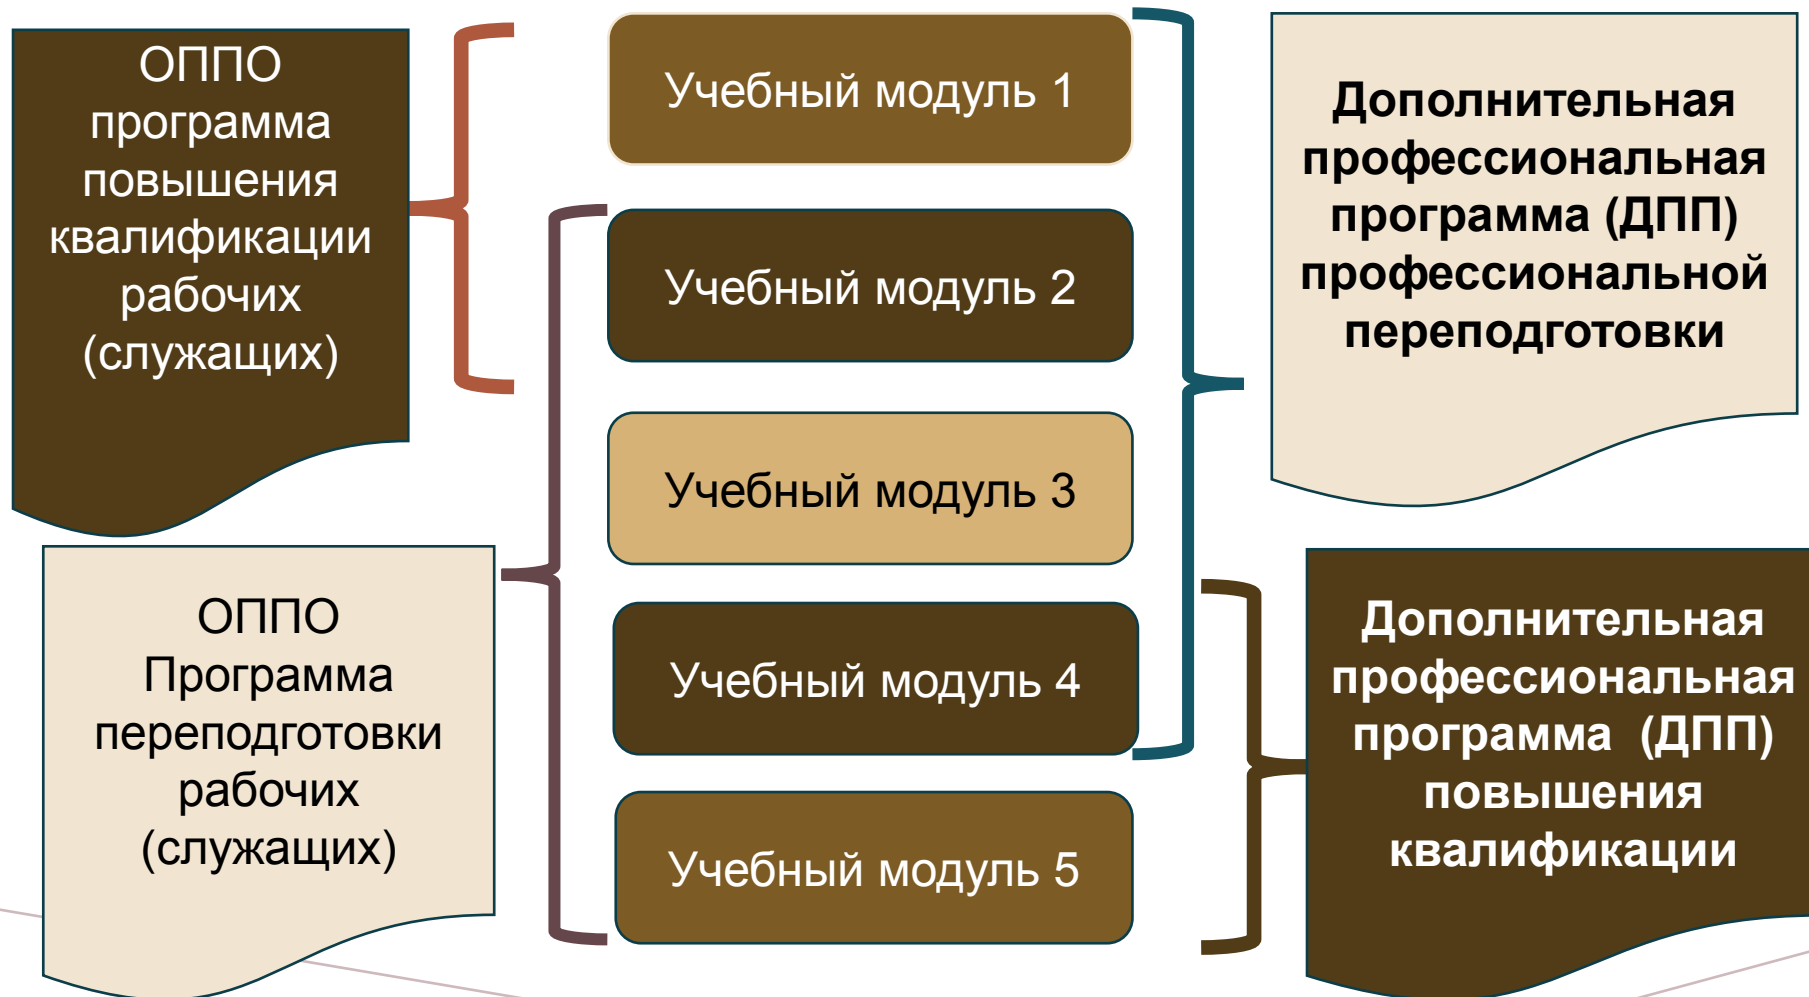 ОППО
программа
повышения
квалификации
рабочих
(служащих)
ОППО
Программа
переподготовки
рабочих
(служащих)
Учебный модуль 1
Учебный модуль 2
Учебный модуль 3
Учебный модуль 4
Учебный модуль 5
Дополнительная
профессиональная
программа (ДПП)
профессиональной
переподготовки
Дополнительная
профессиональная
программа (ДПП)
повышения
квалификации